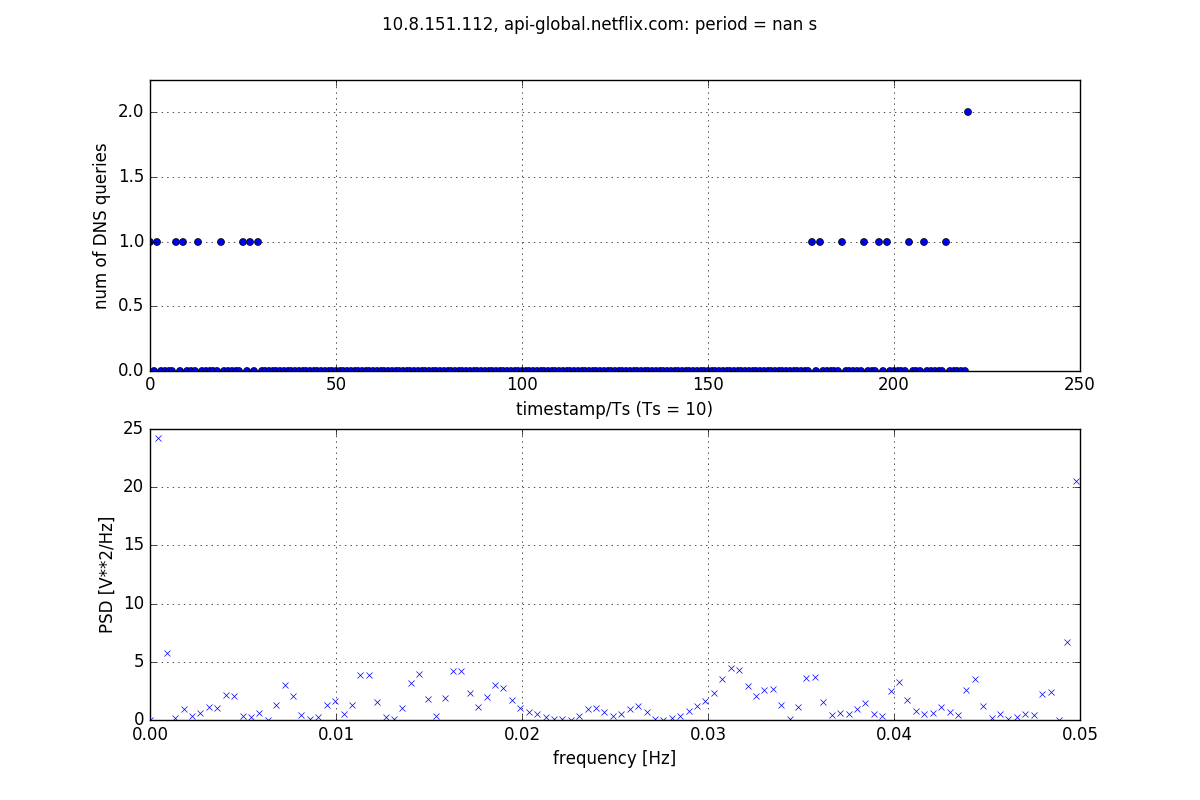 10.8.151.112, api-global.netflix.com: period = nan s
2.0
1.5
1.0
0.5
0.0
num of DNS queries
0 50 100 150 200 250
timestamp/Ts (Ts = 10)
25
20
15
10
5
0
PSD [V**2/Hz]
0.00 0.01 0.02 0.03 0.04 0.05
frequency [Hz]